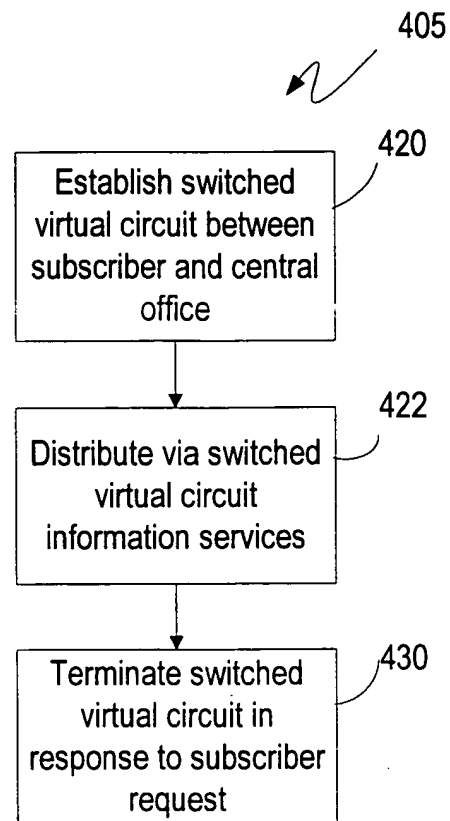 405
420
Establish switched
virtual circuit between
subscriber and central
office
422
Distribute via switched
virtual circuit
information services
430
Terminate switched
virtual circuit in
response to subscriber
request